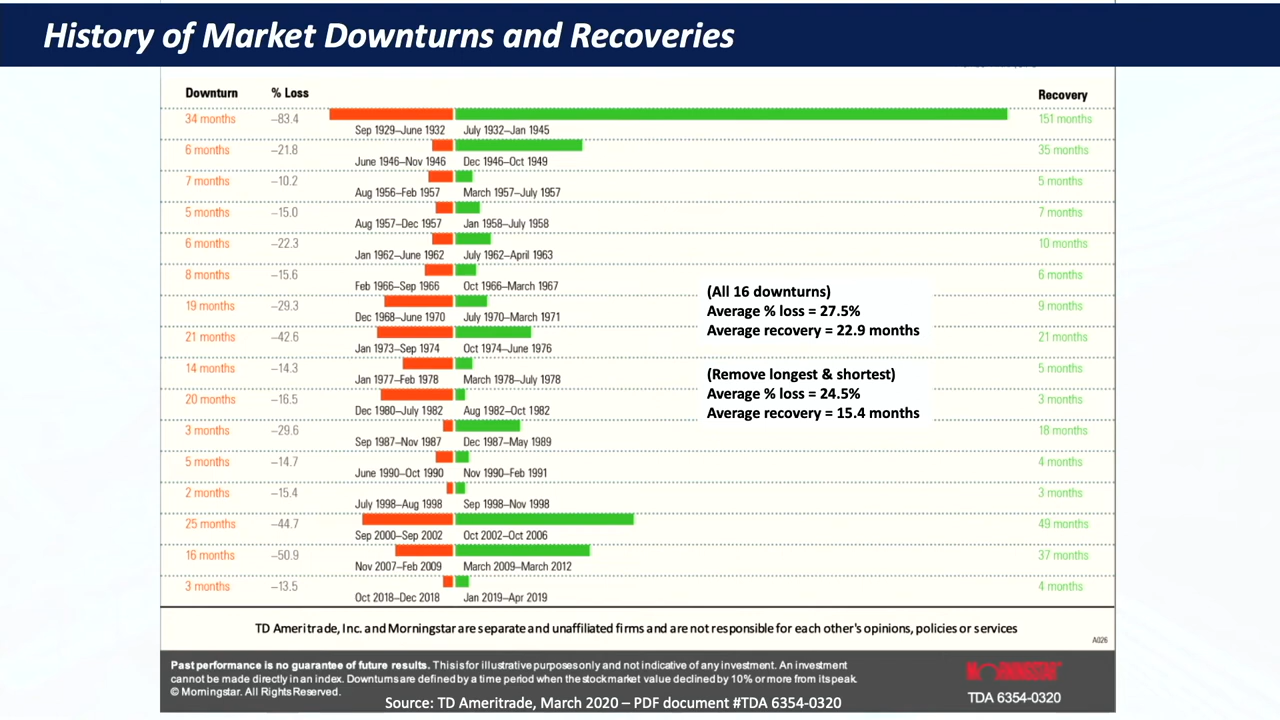 History of Market Downturns and Recoveries
Downturn % Loss Recovery
34 months –83.4 Sep 1929–June 1932 July 1932–Jan 1945 151 months
6 months –21.8 June 1946–Nov 1946 Dec 1946–Oct 1949 35 months
7 months –10.2 Aug 1956–Feb 1957 March 1957–July 1957 5 months
5 months –15.0 Aug 1957–Dec 1957 Jan 1958–July 1958 7 months
6 months –22.3 Jan 1962–June 1962 July 1962–April 1963 10 months
8 months –15.6 Feb 1966–Sep 1966 Oct 1966–March 1967 6 months
19 months –29.3 Dec 1968–June 1970 July 1970–March 1971 9 months
21 months –42.6 Jan 1973–Sep 1974 Oct 1974–June 1976 21 months
14 months –14.3 Jan 1977–Feb 1978 March 1978–July 1978 5 months
20 months –16.5 Dec 1980–July 1982 Aug 1982–Oct 1982 3 months
3 months –29.6 Sep 1987–Nov 1987 Dec 1987–May 1989 18 months
5 months –14.7 June 1990–Oct 1990 Nov 1990–Feb 1991 4 months
2 months –15.4 July 1998–Aug 1998 Sep 1998–Nov 1998 3 months
25 months –44.7 Sep 2000–Sep 2002 Oct 2002–Oct 2006 49 months
16 months –50.9 Nov 2007–Feb 2009 March 2009–March 2012 37 months
3 months –13.5 Oct 2018–Dec 2018 Jan 2019–Apr 2019 4 months
(All 16 downturns)
Average % loss = 27.5%
Average recovery = 22.9 months
(Remove longest & shortest)
Average % loss = 24.5%
Average recovery = 15.4 months
TD Ameritrade, Inc. and Morningstar are separate and unaffiliated firms and are not responsible for each other's opinions, policies or services
A026
Past performance is no guarantee of future results. This is for illustrative purposes only and not indicative of any investment. An investment
cannot be made directly in an index. Downturns are defined by a time period when the stock market value declined by 10% or more from its peak.
© Morningstar. All Rights Reserved.
MORNINGSTAR
TDA 6354-0320
Source: TD Ameritrade, March 2020 – PDF document #TDA 6354-0320